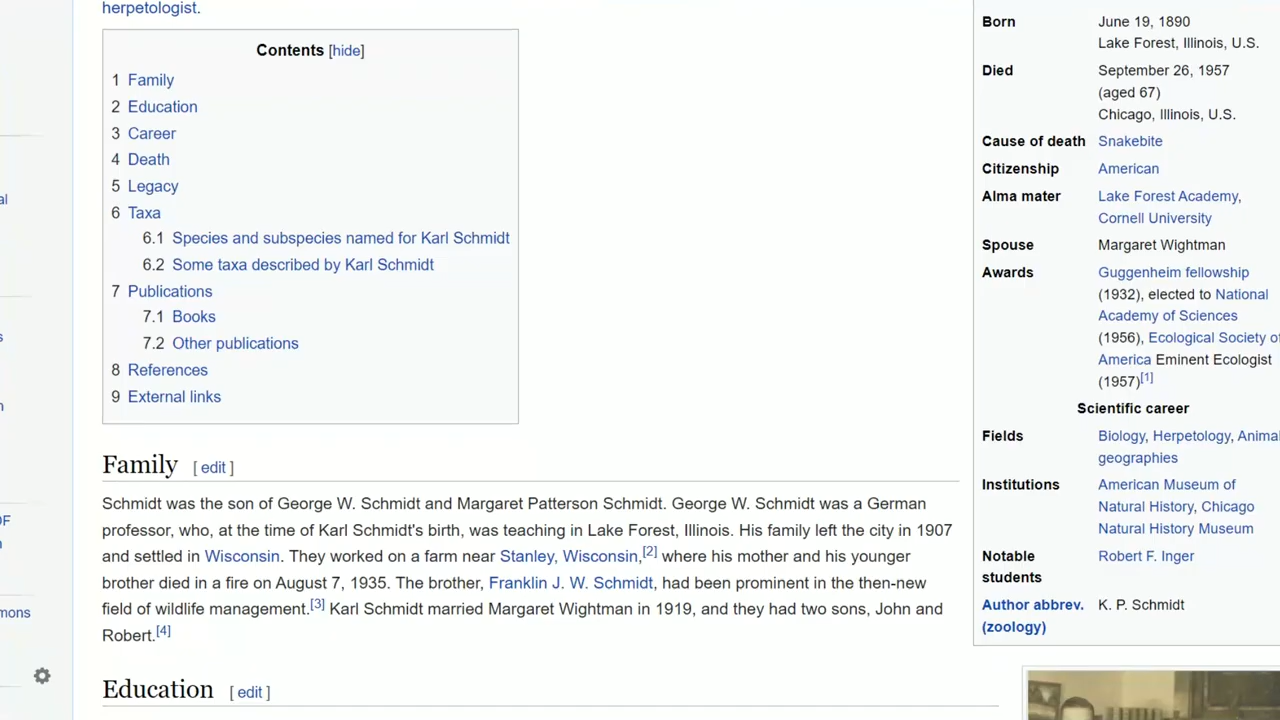 herpetologist.
Contents [hide]
1 Family
2 Education
3 Career
4 Death
5 Legacy
6 Taxa
6.1 Species and subspecies named for Karl Schmidt
6.2 Some taxa described by Karl Schmidt
7 Publications
7.1 Books
7.2 Other publications
8 References
9 External links
Family [ edit ]
Schmidt was the son of George W. Schmidt and Margaret Patterson Schmidt. George W. Schmidt was a German
professor, who, at the time of Karl Schmidt's birth, was teaching in Lake Forest, Illinois. His family left the city in 1907
and settled in Wisconsin. They worked on a farm near Stanley, Wisconsin,[2] where his mother and his younger
brother died in a fire on August 7, 1935. The brother, Franklin J. W. Schmidt, had been prominent in the then-new
field of wildlife management.[3] Karl Schmidt married Margaret Wightman in 1919, and they had two sons, John and
Robert.[4]
Education [ edit ]
Born June 19, 1890
Lake Forest, Illinois, U.S.
Died September 26, 1957
(aged 67)
Chicago, Illinois, U.S.
Cause of death Snakebite
Citizenship American
Alma mater Lake Forest Academy,
Cornell University
Spouse Margaret Wightman
Awards Guggenheim fellowship
(1932), elected to National
Academy of Sciences
(1956), Ecological Society of
America Eminent Ecologist
(1957)[1]
Scientific career
Fields Biology, Herpetology, Animal
geographies
Institutions American Museum of
Natural History, Chicago
Natural History Museum
Notable Robert F. Inger
students
Author abbrev. K. P. Schmidt
(zoology)